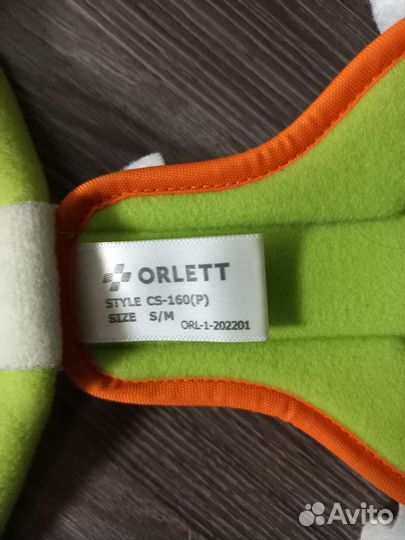 ORLETT
STYLE CS-160(P)
SIZE S/M
ORL-1-202201
Avito